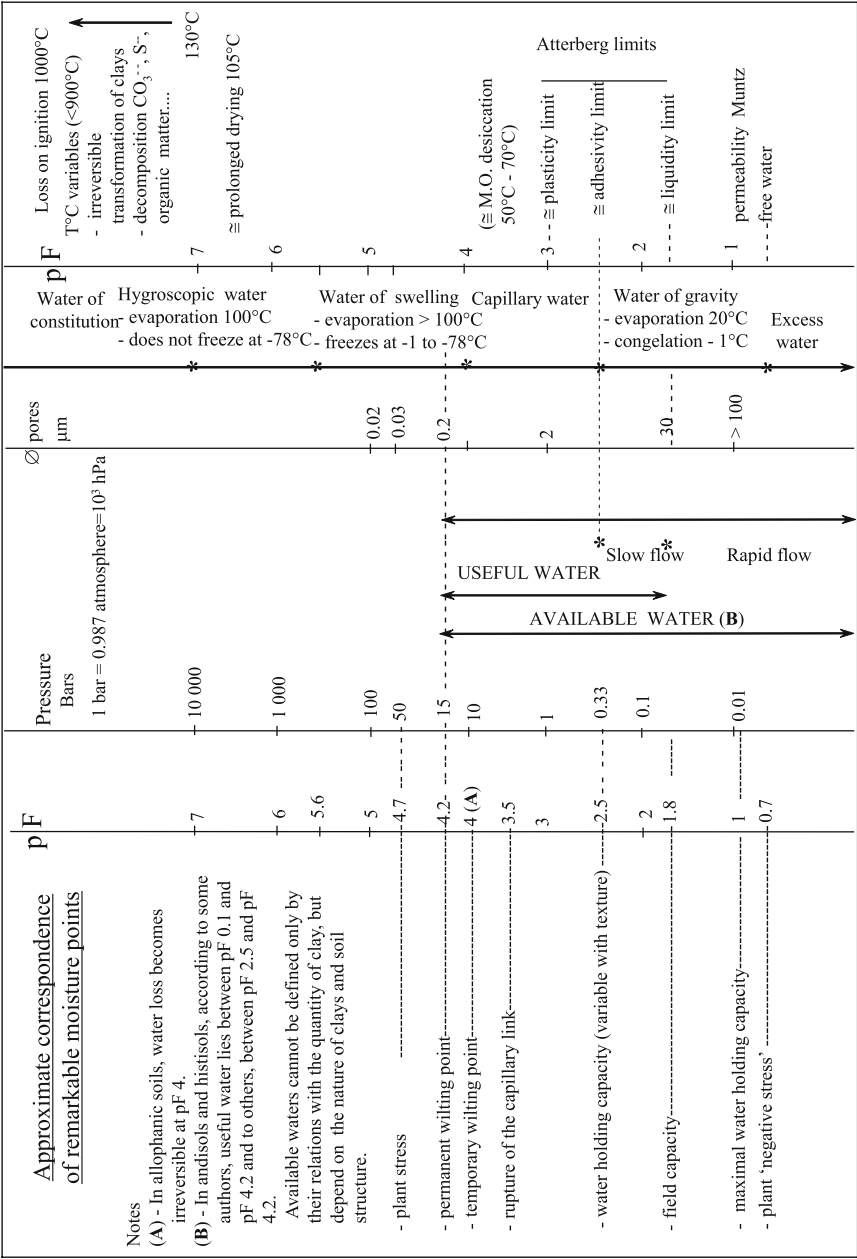 Approximate correspondence
of remarkable moisture points
Notes
(A) - In allophanic soils, water loss becomes
irreversible at pF 4.
(B) - In andisols and histisols, according to some
authors, useful water lies between pF 0.1 and
pF 4.2 and to others, between pF 2.5 and pF
4.2.
Available waters cannot be defined only by
their relations with the quantity of clay, but
depend on the nature of clays and soil
structure.
- plant stress
- permanent wilting point
- temporary wilting point
- rupture of the capillary link
- water holding capacity (variable with texture)
- field capacity
- maximal water holding capacity
- plant ‘negative stress’
pF
7
6
5.6
5
4.7
4.2
4 (A)
3.5
3
2.5
2
1.8
1
0.7
Pressure
Bars
1 bar = 0.987 atmosphere=10³ hPa
10 000
1 000
100
50
15
10
1
0.33
0.1
0.01
AVAILABLE WATER (B)
USEFUL WATER
Slow flow
Rapid flow
Ø pores
µm
0.02
0.03
0.2
2
30
> 100
Water of
constitution
Hygroscopic water
- evaporation 100°C
- does not freeze at -78°C
Water of swelling
- evaporation > 100°C
- freezes at -1 to -78°C
Capillary water
Water of gravity
- evaporation 20°C
- congelation - 1°C
Excess
water
pF
7
6
5
4
3
2
1
Loss on ignition 1000°C
T°C variables (<900°C)
- irreversible
transformation of clays
- decomposition CO₃⁻⁻, S⁻,
organic matter....
130°C
≅ prolonged drying 105°C
(≅ M.O. desiccation
50°C - 70°C)
Atterberg limits
≅ plasticity limit
≅ adhesivity limit
≅ liquidity limit
permeability Muntz
free water